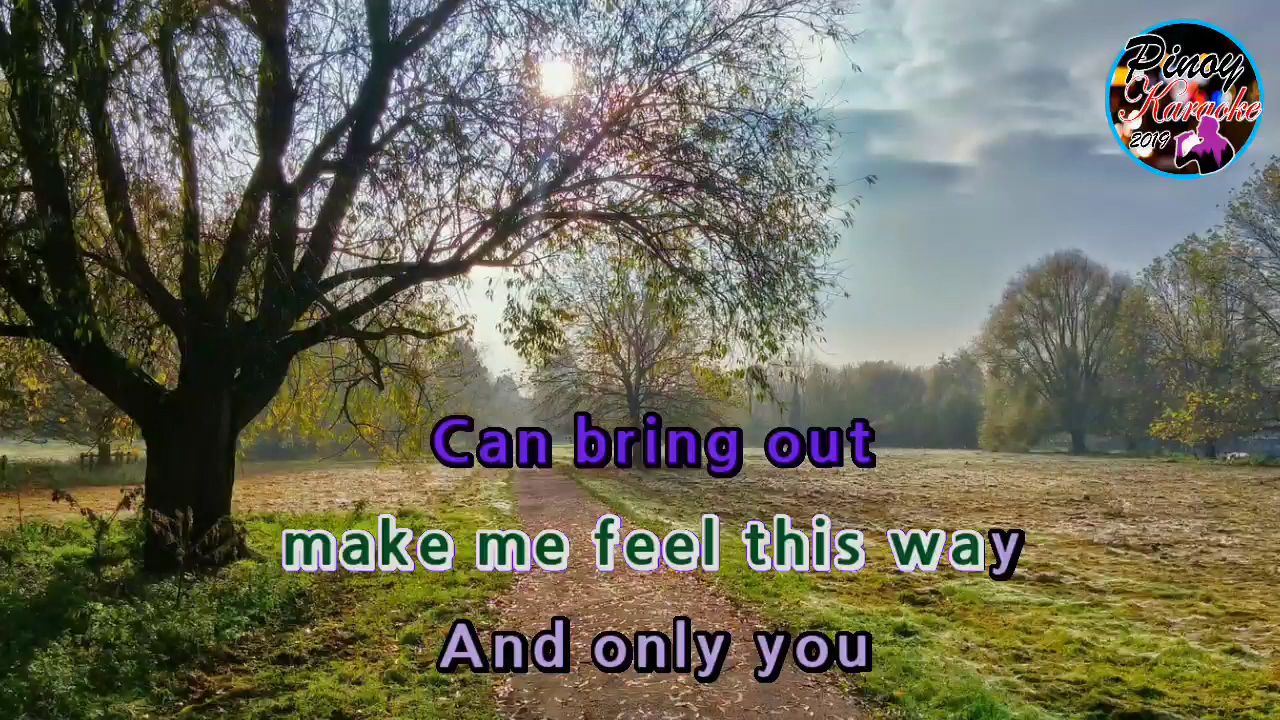 Pinoy
Karaoke
2019
Can bring out
make me feel this way
And only you